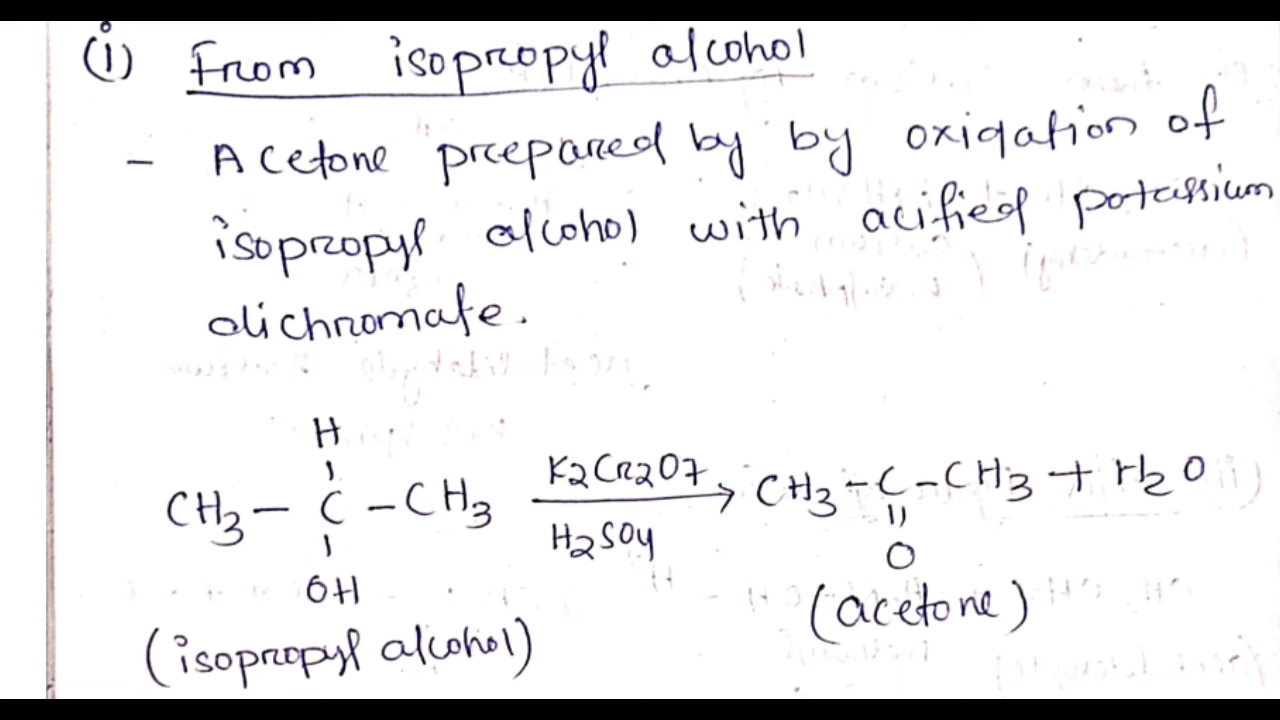 (i) From isopropyl alcohol
- Acetone prepared by by oxidation of
isopropyl alcohol with acified potassium
dichromate.
H
CH3 - C - CH3 K2Cr2O7 → CH3 - C - CH3 + H2O
H2SO4
OH O
(isopropyl alcohol) (acetone)